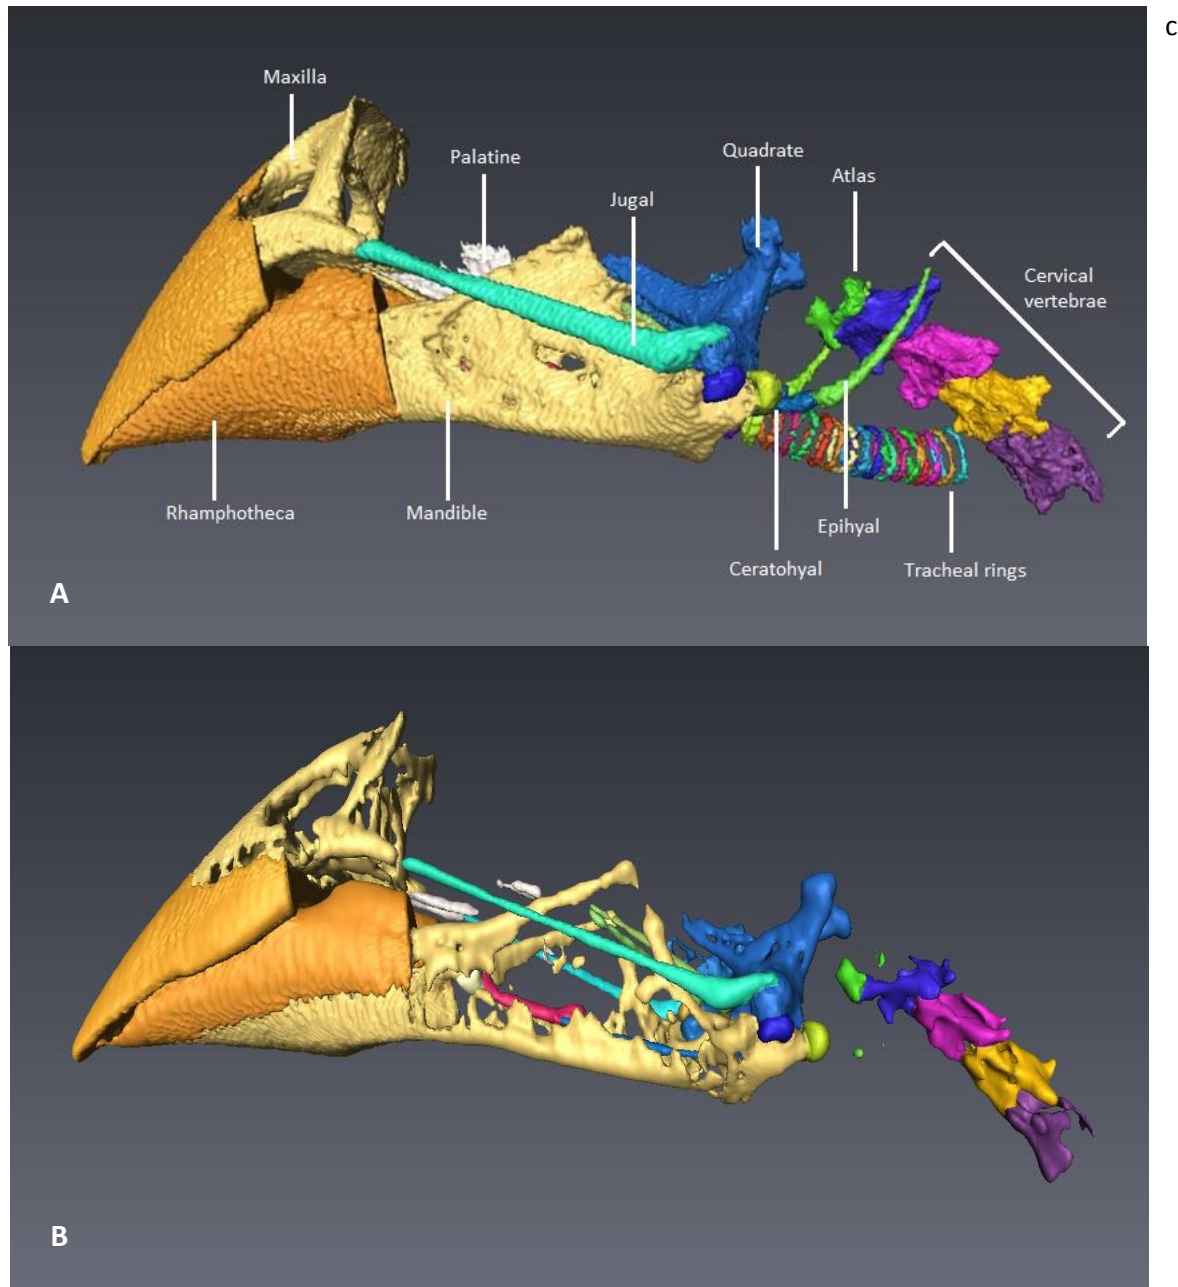 c
Maxilla
Palatine
Quadrate
Atlas
Jugal
Cervical
vertebrae
Rhamphotheca
Mandible
Epihyal
Ceratohyal
Tracheal rings
A
B